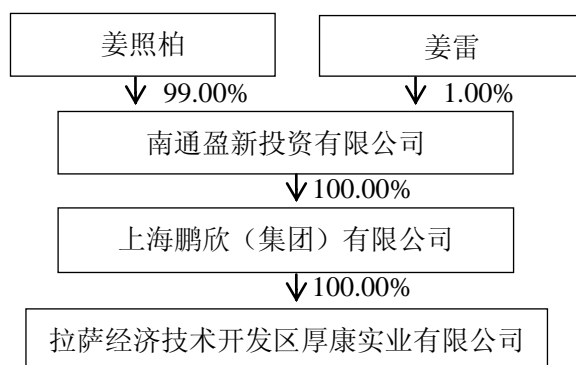 姜照柏
姜雷
99.00%
1.00%
南通盈新投资有限公司
100.00%
上海鹏欣（集团）有限公司
100.00%
拉萨经济技术开发区厚康实业有限公司